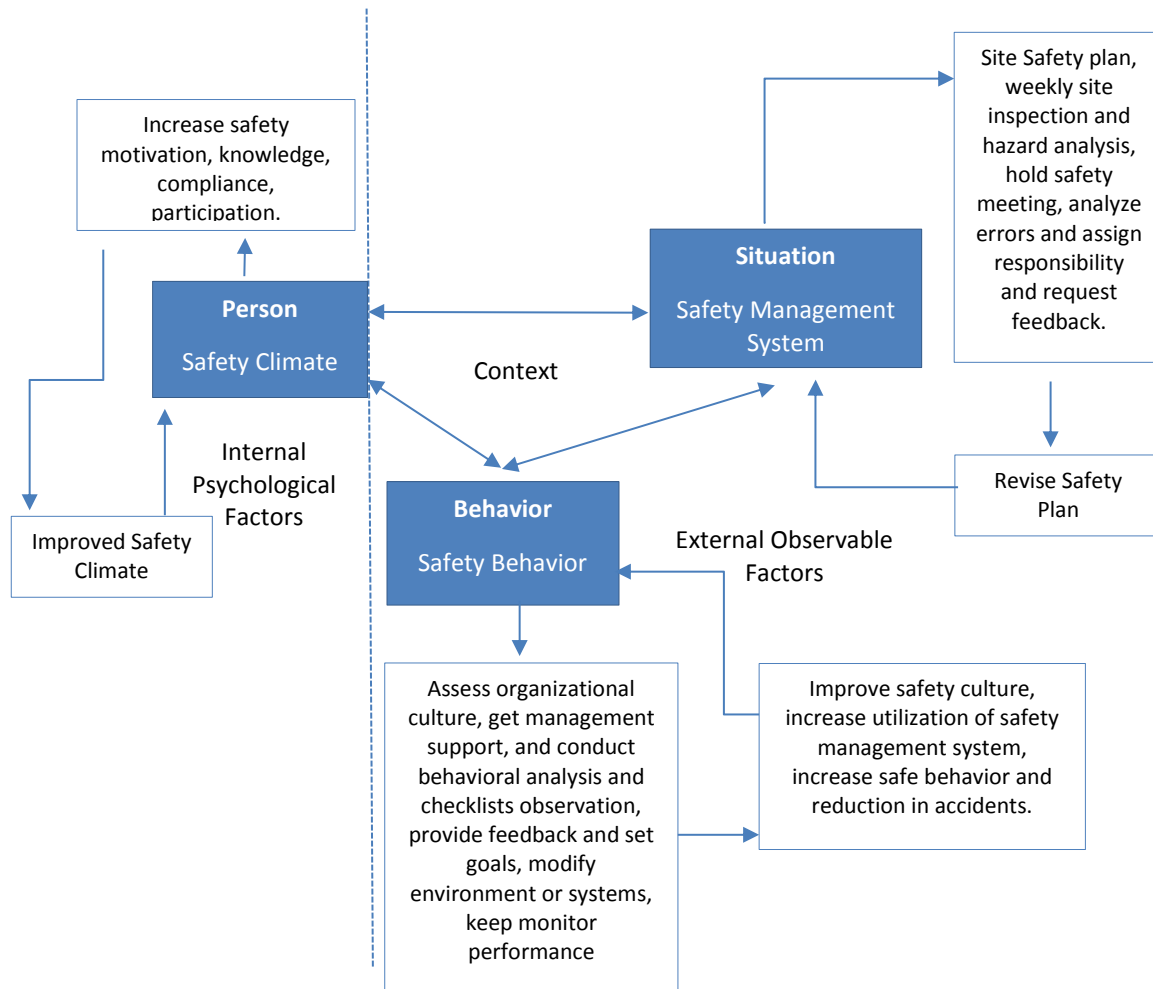 Increase safety
motivation, knowledge,
compliance,
participation.
Person
Safety Climate
Internal
Psychological
Factors
Improved Safety
Climate
Context
Situation
Safety Management
System
Site Safety plan,
weekly site
inspection and
hazard analysis,
hold safety
meeting, analyze
errors and assign
responsibility
and request
feedback.
Revise Safety
Plan
Behavior
Safety Behavior
External Observable
Factors
Assess organizational
culture, get management
support, and conduct
behavioral analysis and
checklists observation,
provide feedback and set
goals, modify
environment or systems,
keep monitor
performance
Improve safety culture,
increase utilization of safety
management system,
increase safe behavior and
reduction in accidents.